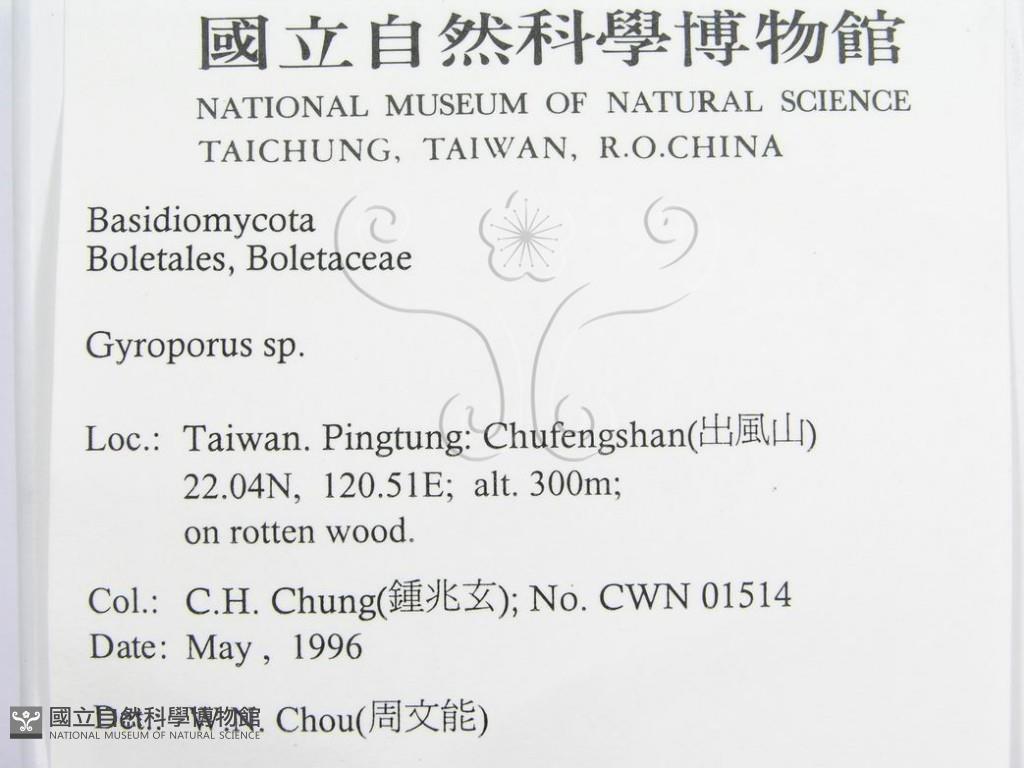 國立自然科學博物館
NATIONAL MUSEUM OF NATURAL SCIENCE
TAICHUNG, TAIWAN, R.O.CHINA
Basidiomycota
Boletales, Boletaceae
Gyroporus sp.
Loc.: Taiwan. Pingtung: Chufengshan(出風山)
22.04N, 120.51E; alt. 300m;
on rotten wood.
Col.: C.H. Chung(鍾兆玄); No. CWN 01514
Date: May , 1996
Det.: W.N. Chou(周文能)
國立自然科學博物館
NATIONAL MUSEUM OF NATURAL SCIENCE